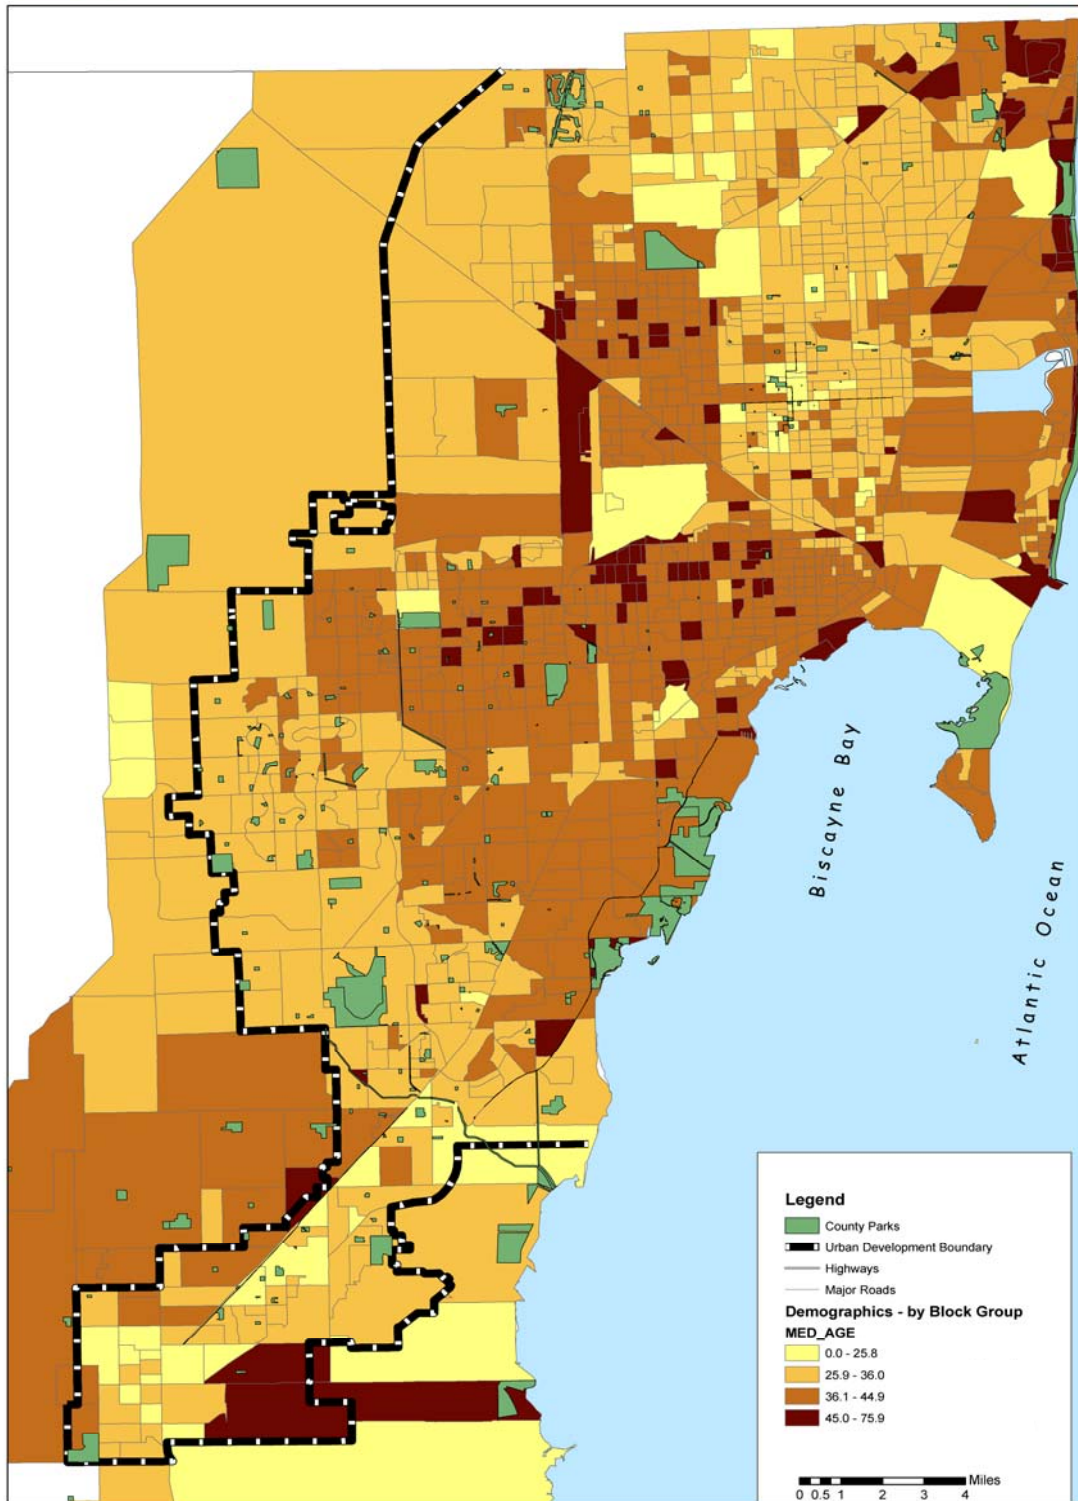 Biscayne Bay
Atlantic Ocean
Legend
County Parks
Urban Development Boundary
Highways
Major Roads
Demographics - by Block Group
MED_AGE
0.0 - 25.8
25.9 - 36.0
36.1 - 44.9
45.0 - 75.9
Miles
0 0.5 1 2 3 4